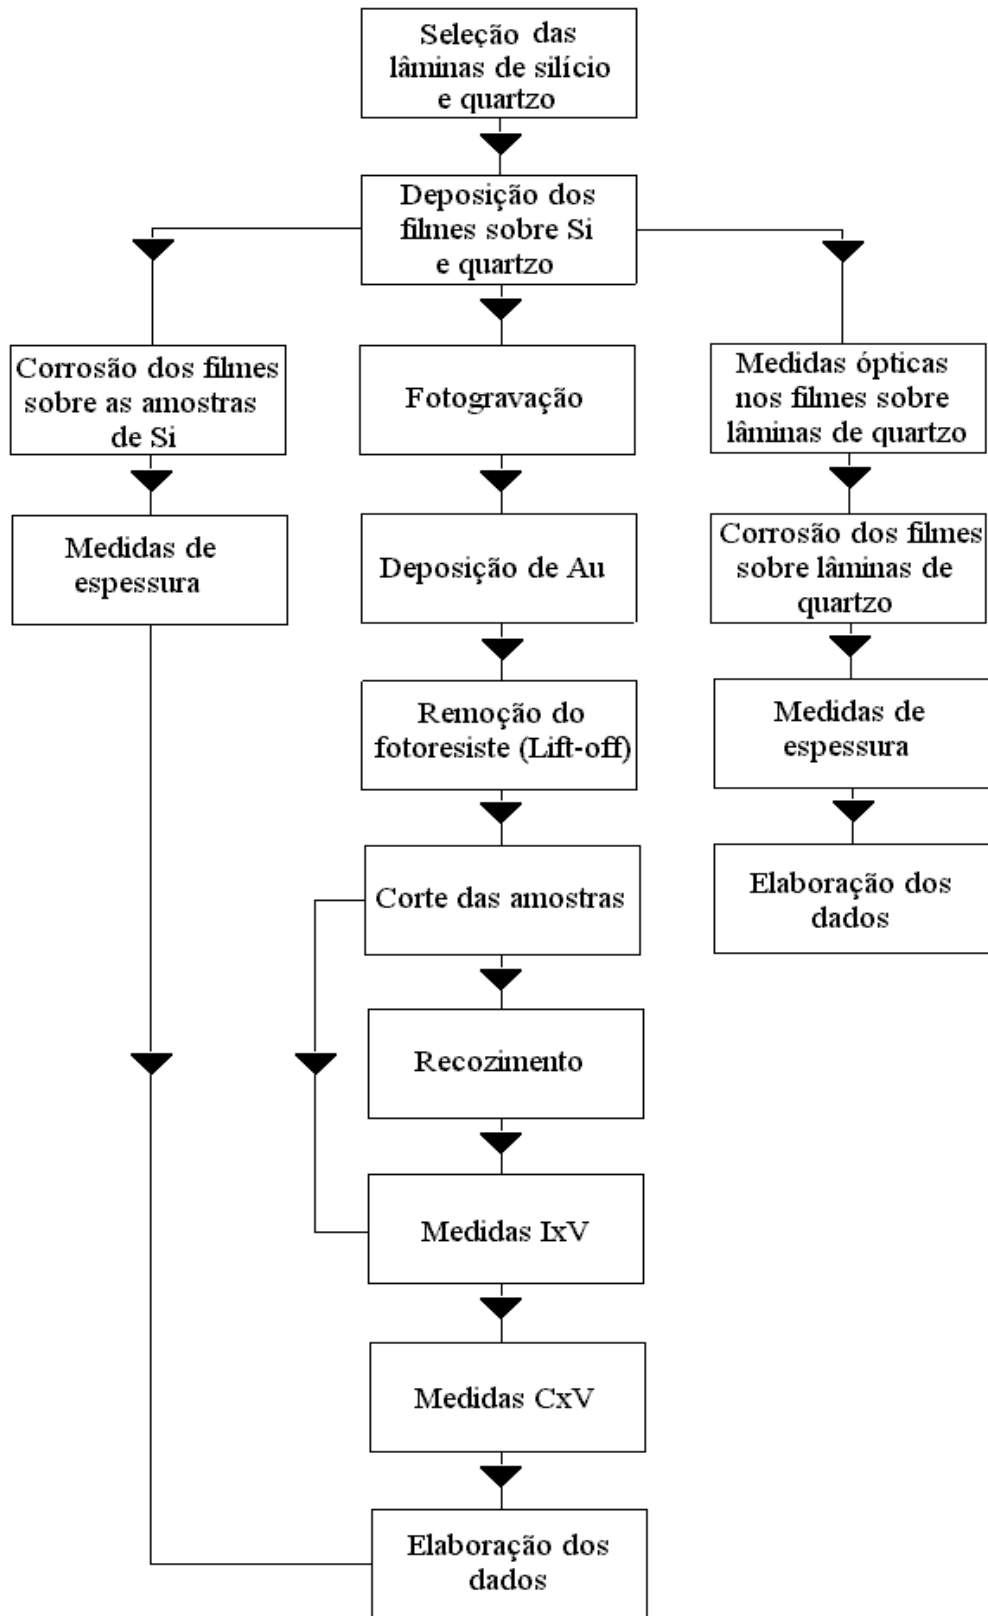 Seleção das
lâminas de silício
e quartzo
Deposição dos
filmes sobre Si
e quartzo
Corrosão dos filmes
sobre as amostras
de Si
Medidas de
espessura
Fotogravação
Deposição de Au
Remoção do
fotoresiste (Lift-off)
Corte das amostras
Recozimento
Medidas IxV
Medidas CxV
Elaboração dos
dados
Medidas ópticas
nos filmes sobre
lâminas de quartzo
Corrosão dos filmes
sobre lâminas de
quartzo
Medidas de
espessura
Elaboração dos
dados